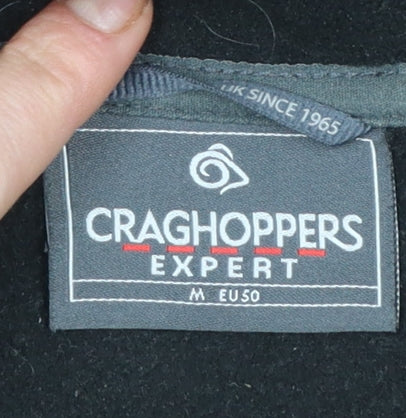 UK SINCE 1965
CRAGHOPPERS
EXPERT
M EU50